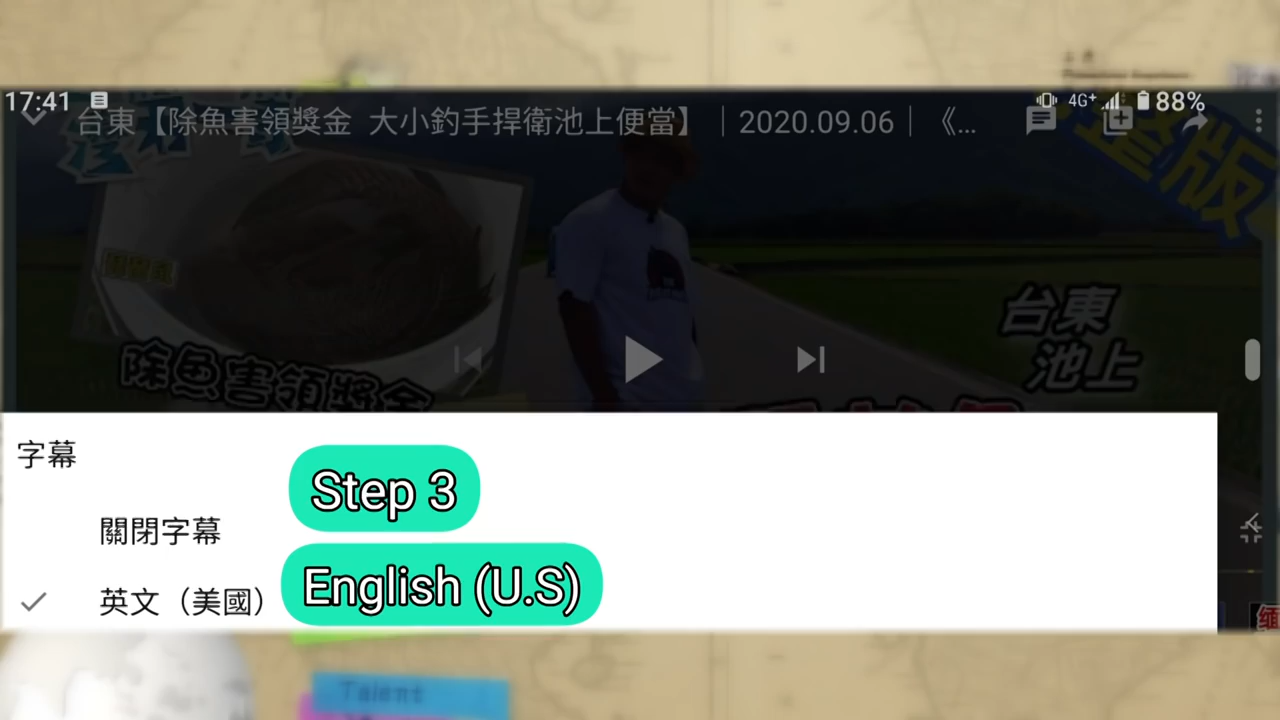 17:41
4G+
88%
台東【除魚害領獎金 大小釣手捍衛池上便當】｜2020.09.06｜《...
整版
台東
池上
除魚害領獎金
字幕
Step 3
關閉字幕
英文（美國）
English (U.S)
Talent